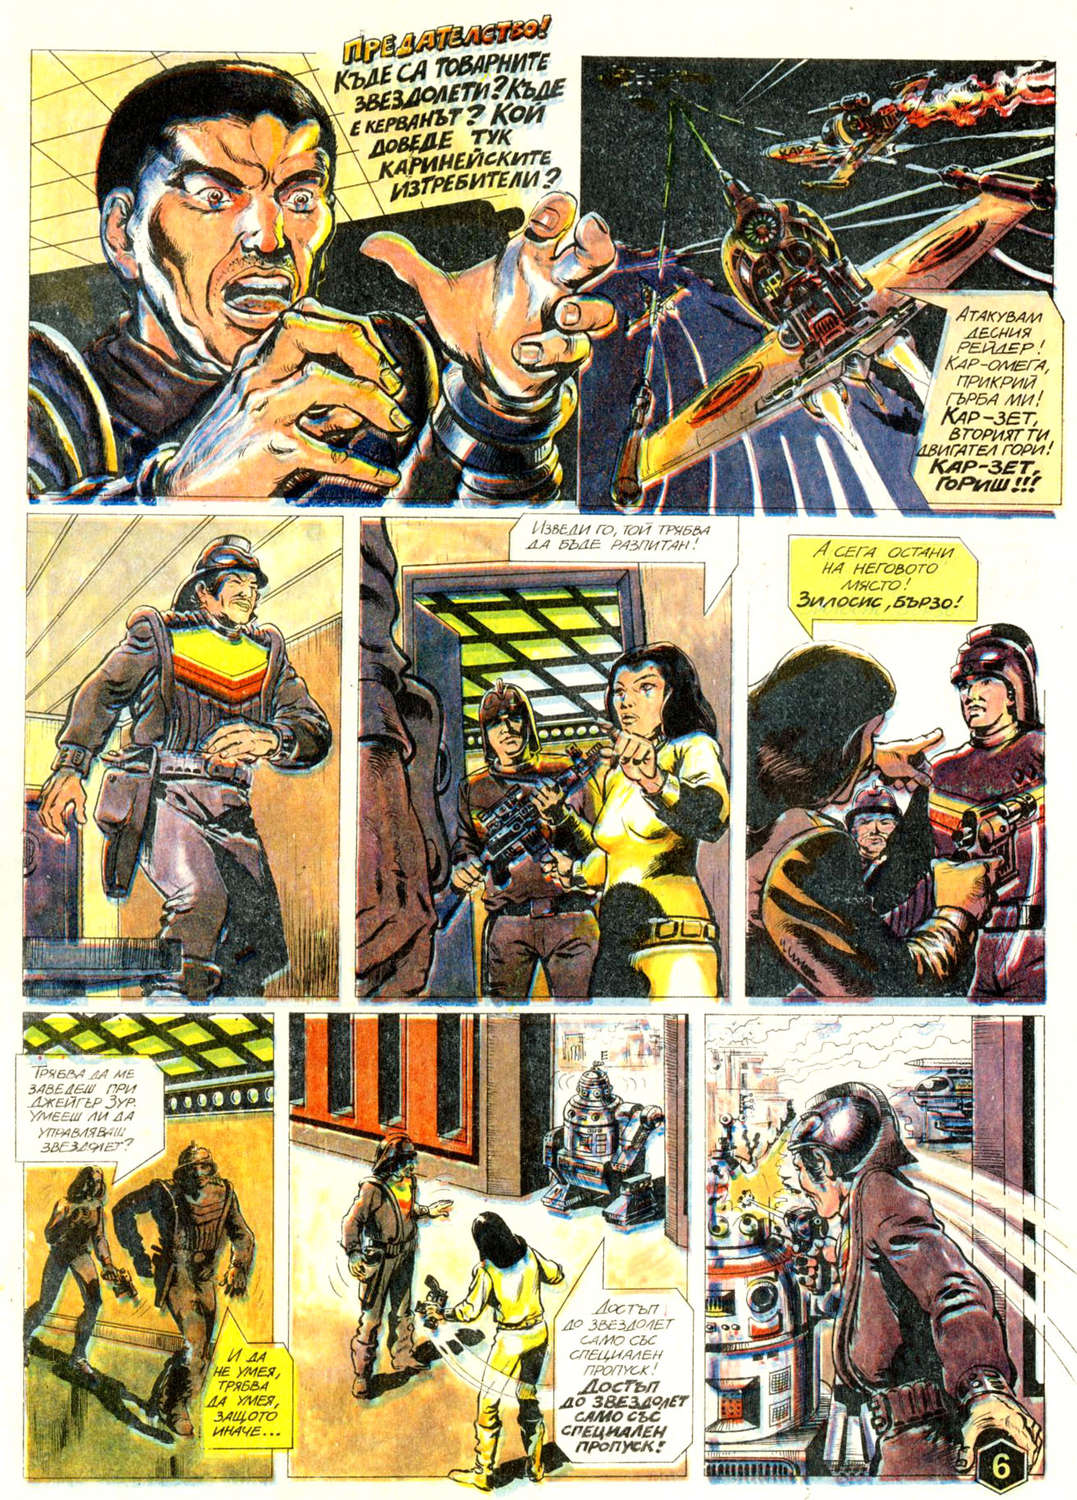 ПРЕДАТЕЛСТВО!
КЪДЕ СА ТОВАРНИТЕ
ЗВЕЗДОЛЕТИ? КЪДЕ
Е КЕРВАНЪТ? КОЙ
ДОВЕДЕ ТУК
КАРИНЕЙСКИТЕ
ИЗТРЕБИТЕЛИ?
КАР-Z
АТАКУВАМ
ДЕСНИЯ
РЕЙДЕР!
КАР-ОМЕГА,
ПРИКРИЙ
ГЪРБА МИ!
КАР-ЗЕТ,
ВТОРИЯТ ТИ
ДВИГАТЕЛ ГОРИ!
КАР-ЗЕТ,
ГОРИШ!!!
ИЗВЕДИ ГО, ТОЙ ТРЯБВА
ДА БЪДЕ РАЗПИТАН!
А СЕГА ОСТАНИ
НА НЕГОВОТО
МЯСТО!
ЗИЛОСИС, БЪРЗО!
ТРЯБВА ДА МЕ
ЗАВЕДЕШ ПРИ
ДЖЕЙГЪР ЗУР.
УМЕЕШ ЛИ ДА
УПРАВЛЯВАШ
ЗВЕЗДОЛЕТ?
И ДА
НЕ УМЕЯ,
ТРЯБВА
ДА УМЕЯ,
ЗАЩОТО
ИНАЧЕ...
ДОСТЪП
ДО ЗВЕЗДОЛЕТ
САМО СЪС
СПЕЦИАЛЕН
ПРОПУСК!
ДОСТЪП
ДО ЗВЕЗДОЛЕТ
САМО СЪС
СПЕЦИАЛЕН
ПРОПУСК!
6